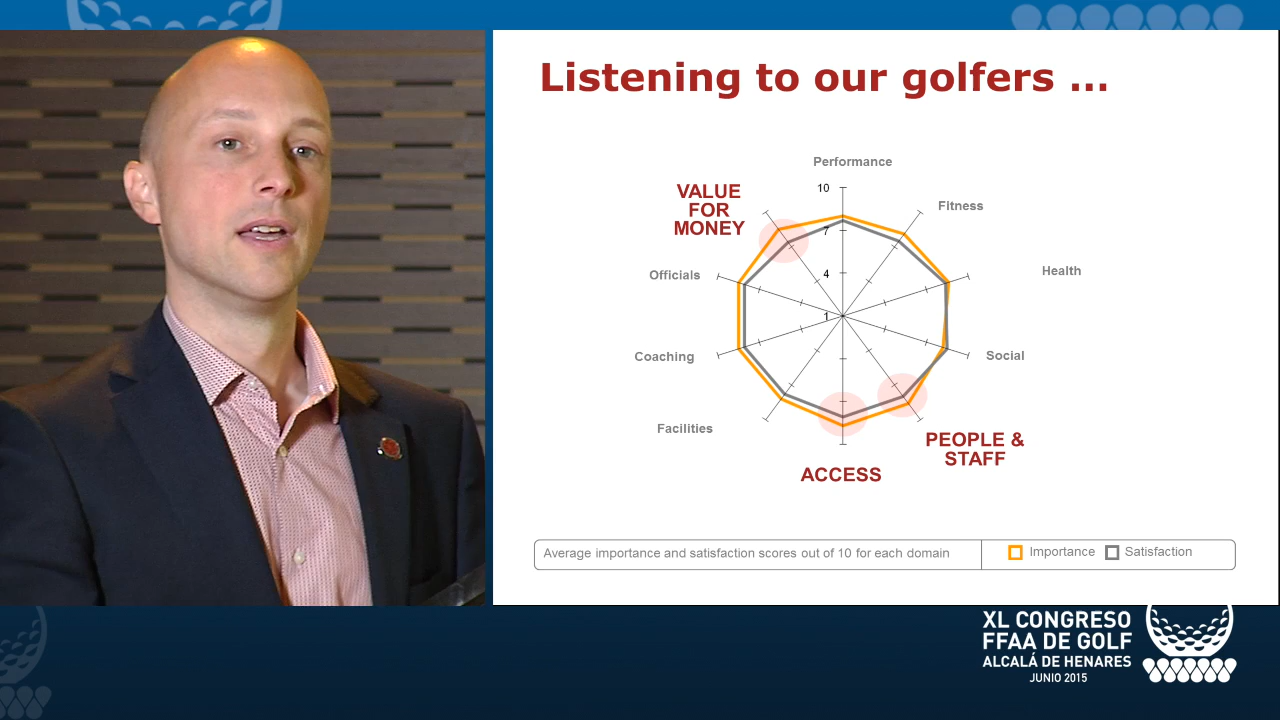 Listening to our golfers ...
Performance
10
VALUE
FOR
MONEY
Fitness
7
Officials
Health
4
1
Coaching
Social
Facilities
PEOPLE &
STAFF
ACCESS
Average importance and satisfaction scores out of 10 for each domain
Importance
Satisfaction
XL CONGRESO
FFAA DE GOLF
ALCALÁ DE HENARES
JUNIO 2015